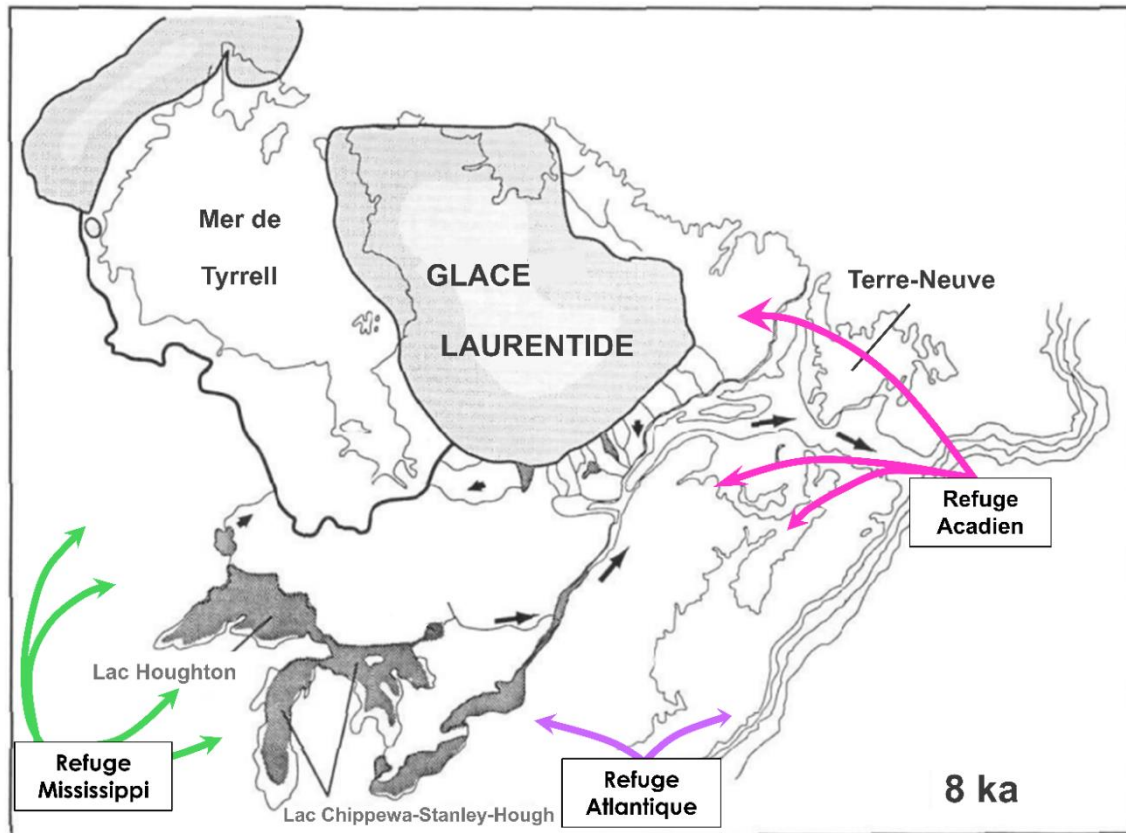 Mer de
Tyrrell
GLACE
LAURENTIDE
Terre-Neuve
Refuge
Acadien
Lac Houghton
Refuge
Mississippi
Lac Chippewa-Stanley-Hough
Refuge
Atlantique
8 ka